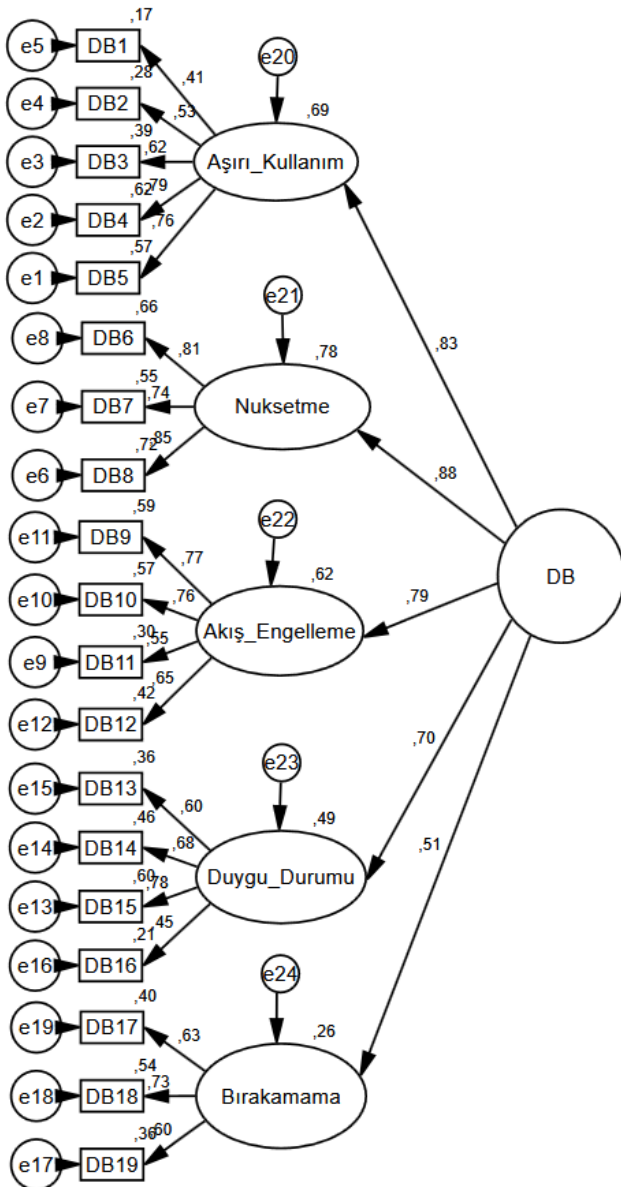 ,17
e5 DB1
e20
,28 ,41
e4 DB2 ,53 ,69
,39
e3 DB3 ,62 Aşırı_Kullanım
,62 ,79
e2 DB4 ,76
,57
e1 DB5
e21
,66
e8 DB6 ,83
,81 ,78
,55
e7 DB7 ,74 Nuksetme
,72 ,85
e6 DB8 ,88
,59
e22
e11 DB9
,77 ,62
,57
e10 DB10 ,76 DB
,79
,30 ,55 Akış_Engelleme
e9 DB11
,42 ,65
e12 DB12
,70
,36 e23
e15 DB13
,60 ,49
,46 ,51
e14 DB14 ,68
,60 ,78 Duygu_Durumu
e13 DB15
,21 ,45
e16 DB16
e24
,40
e19 DB17
,63 ,26
,54
e18 DB18 ,73 Bırakamama
,36 ,60
e17 DB19